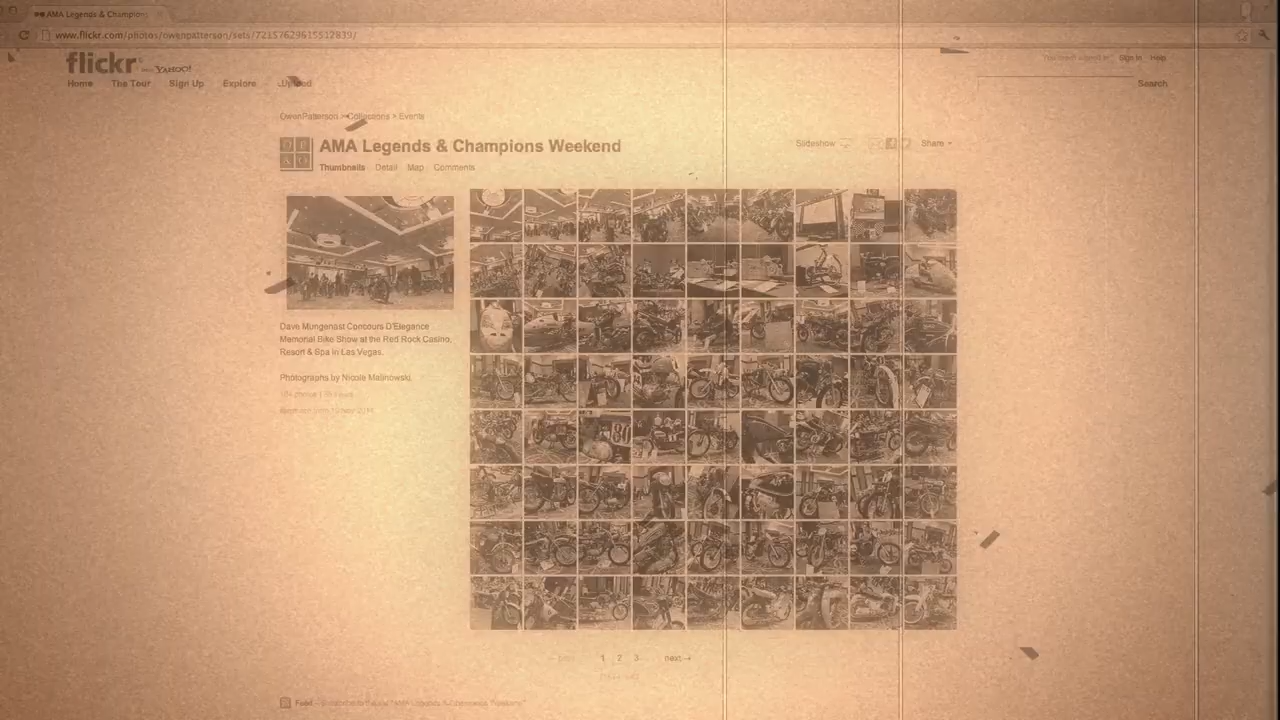 AMA Legends & Champions
www.flickr.com/photos/owenpatterson/sets/72157629615512839/
flickr YAHOO!
Sign In Help
Home The Tour Sign Up Explore Upload
Search
OwenPatterson > Collections > Events
AMA Legends & Champions Weekend
Slideshow Share
Thumbnails Detail Map Comments
Dave Mungenast Concours D'Elegance
Memorial Bike Show at the Red Rock Casino,
Resort & Spa in Las Vegas.
Photographs by Nicole Malinowski.
1 2 3 next→
Feed